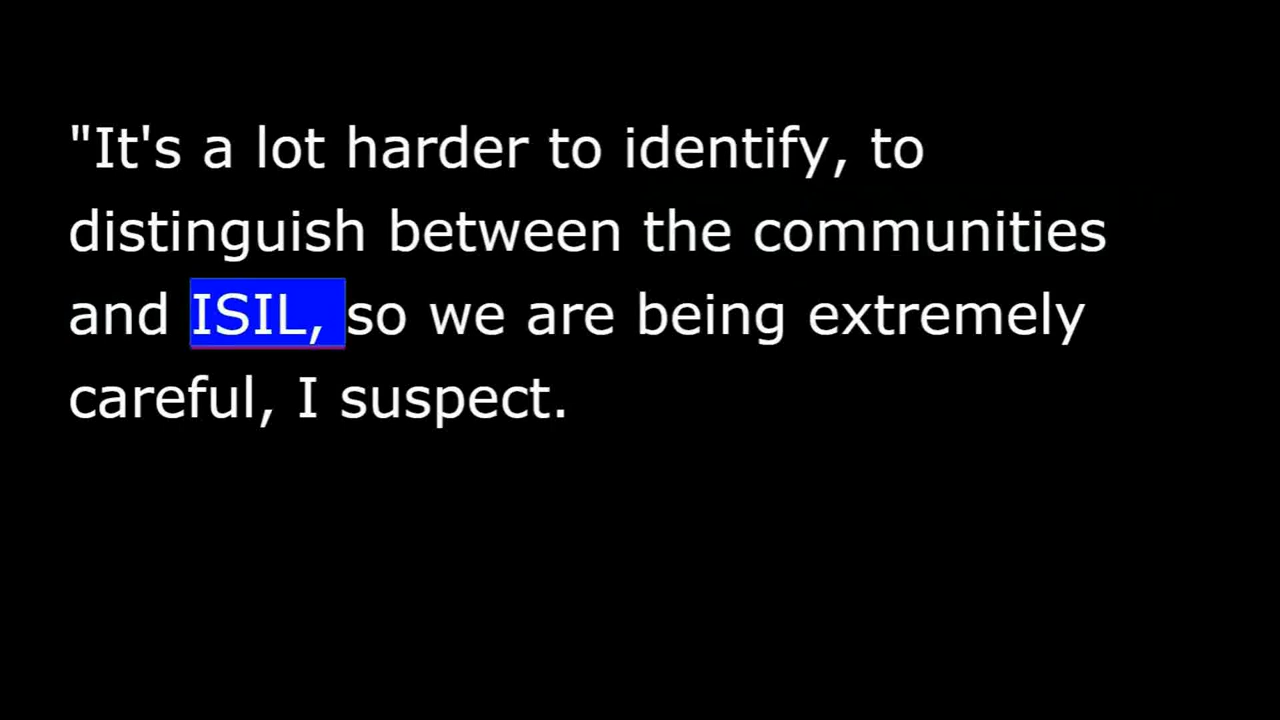 "It's a lot harder to identify, to
distinguish between the communities
and ISIL, so we are being extremely
careful, I suspect.